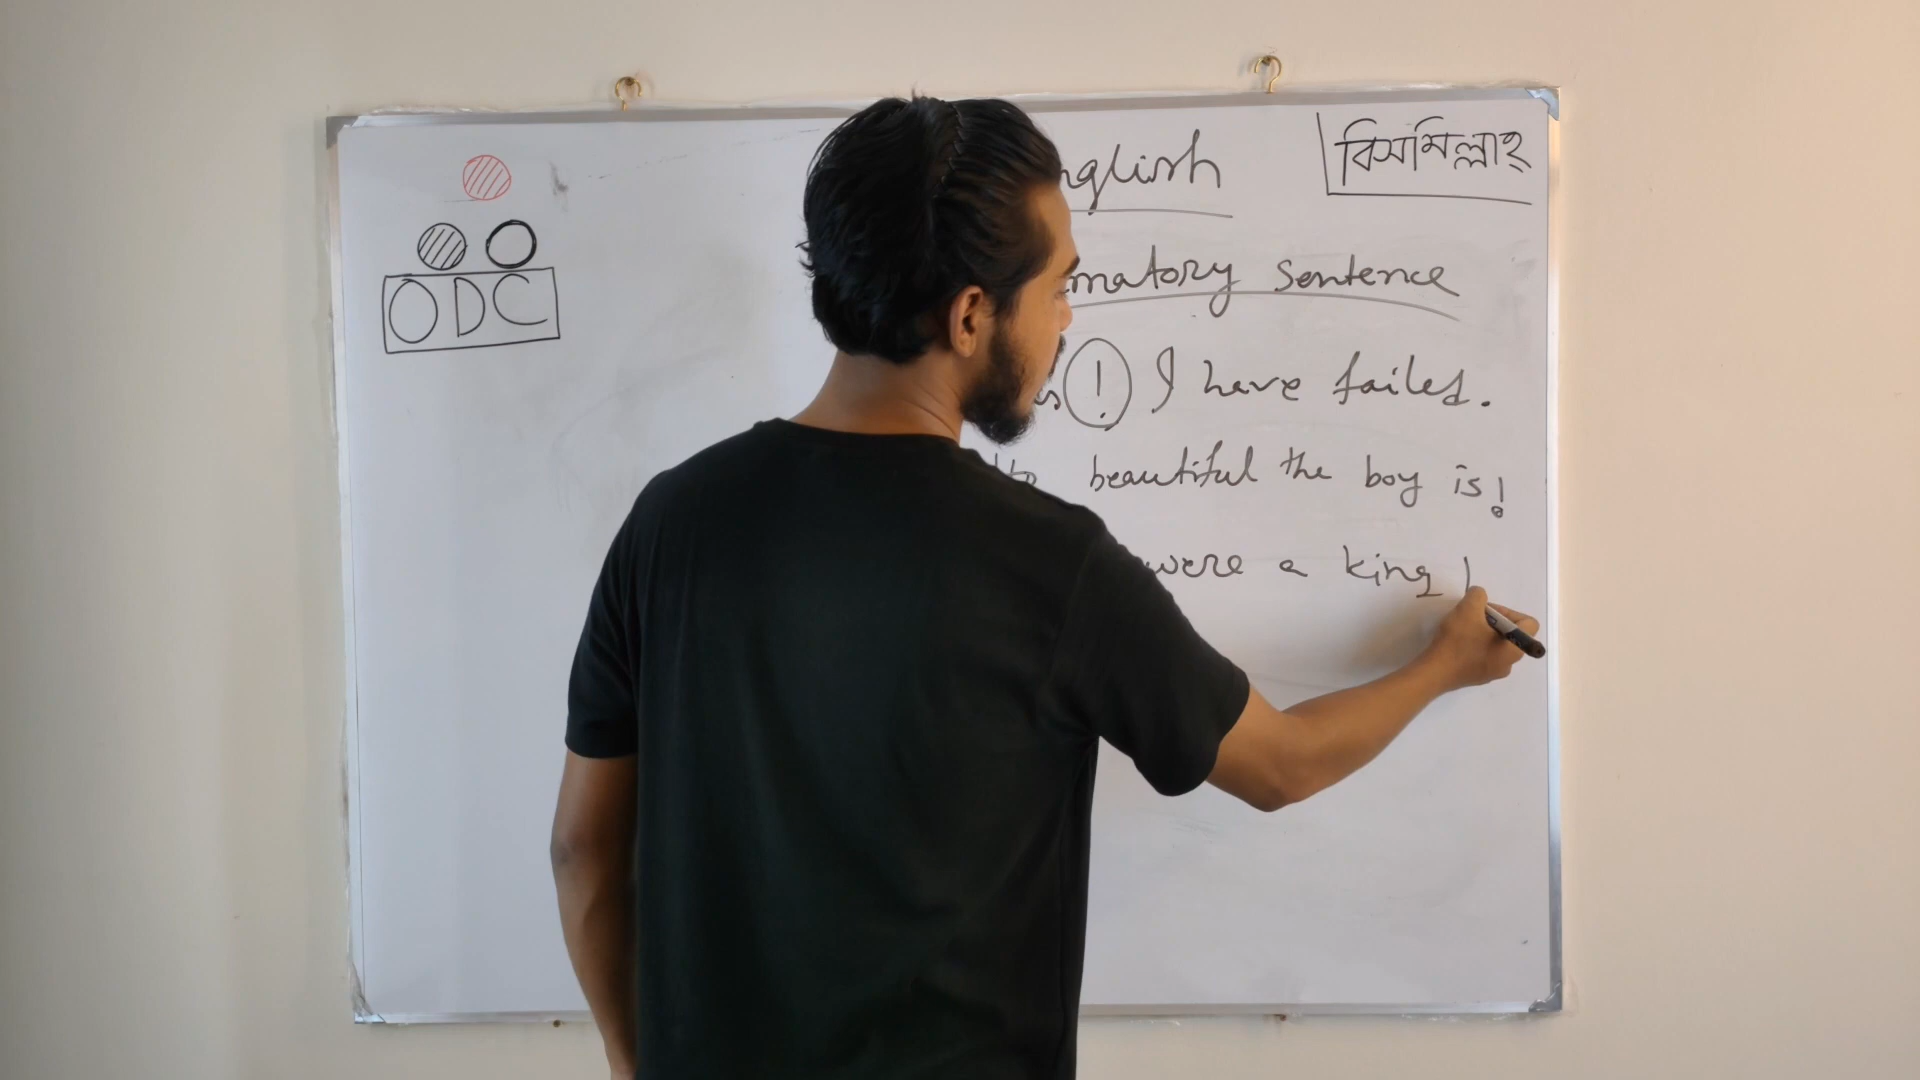 ODC
nglish
বিসমিল্লাহ
matory sentence
! I have failed.
beautiful the boy is!
were a king